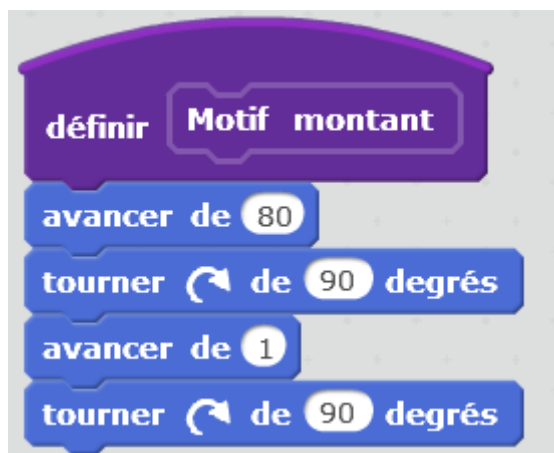 définir Motif montant
avancer de 80
tourner de 90 degrés
avancer de 1
tourner de 90 degrés